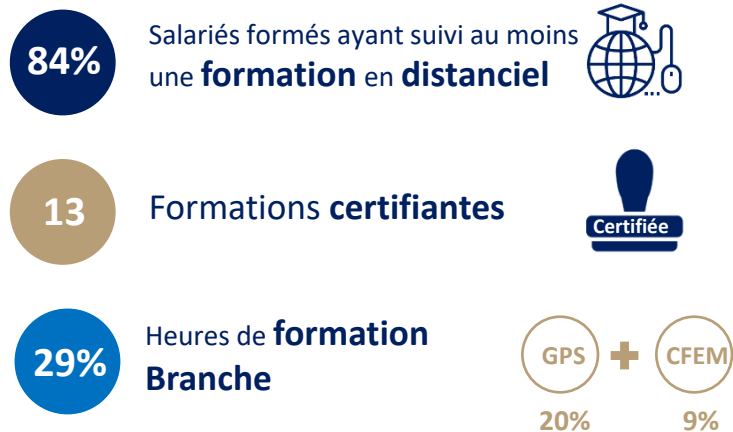 84%
Salariés formés ayant suivi au moins
une formation en distanciel
13
Formations certifiantes
Certifiée
29%
Heures de formation
Branche
GPS
CFEM
20%
9%